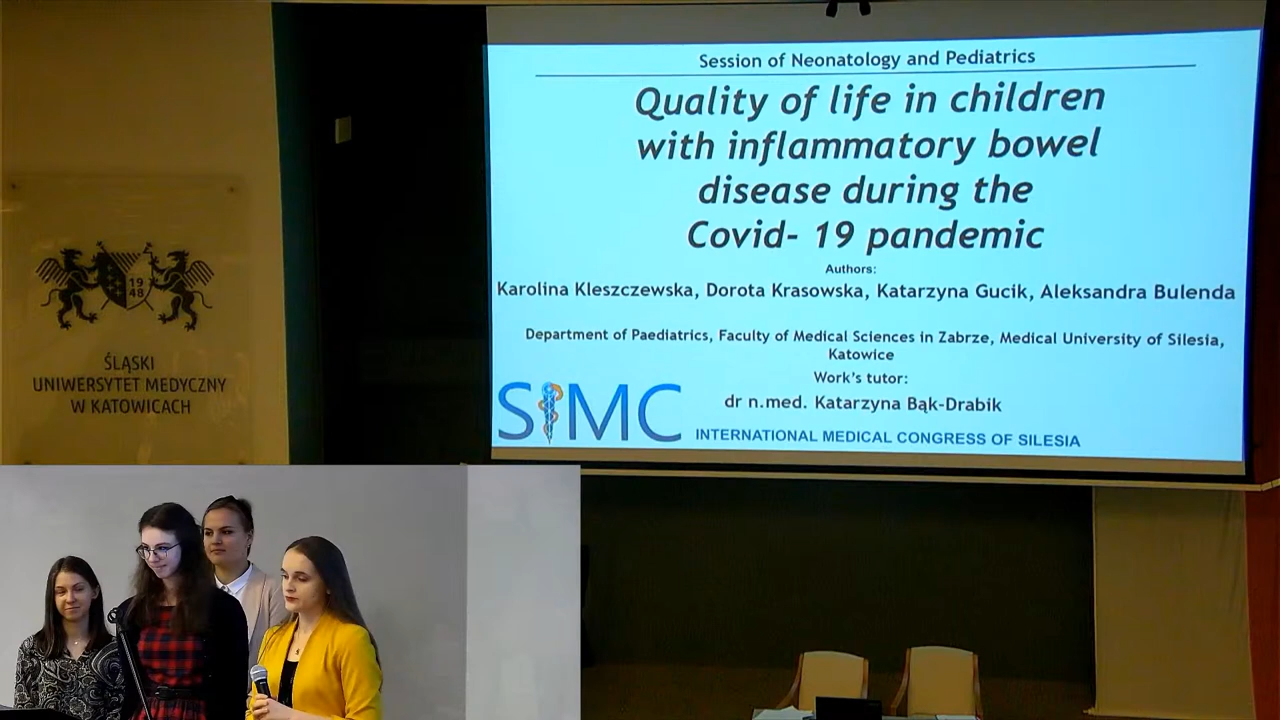 Session of Neonatology and Pediatrics
Quality of life in children
with inflammatory bowel
disease during the
Covid- 19 pandemic
Authors:
Karolina Kleszczewska, Dorota Krasowska, Katarzyna Gucik, Aleksandra Bulenda
Department of Paediatrics, Faculty of Medical Sciences in Zabrze, Medical University of Silesia,
Katowice
Work's tutor:
dr n.med. Katarzyna Bąk-Drabik
SIMC
INTERNATIONAL MEDICAL CONGRESS OF SILESIA
19
48
ŚLĄSKI
UNIWERSYTET MEDYCZNY
W KATOWICACH